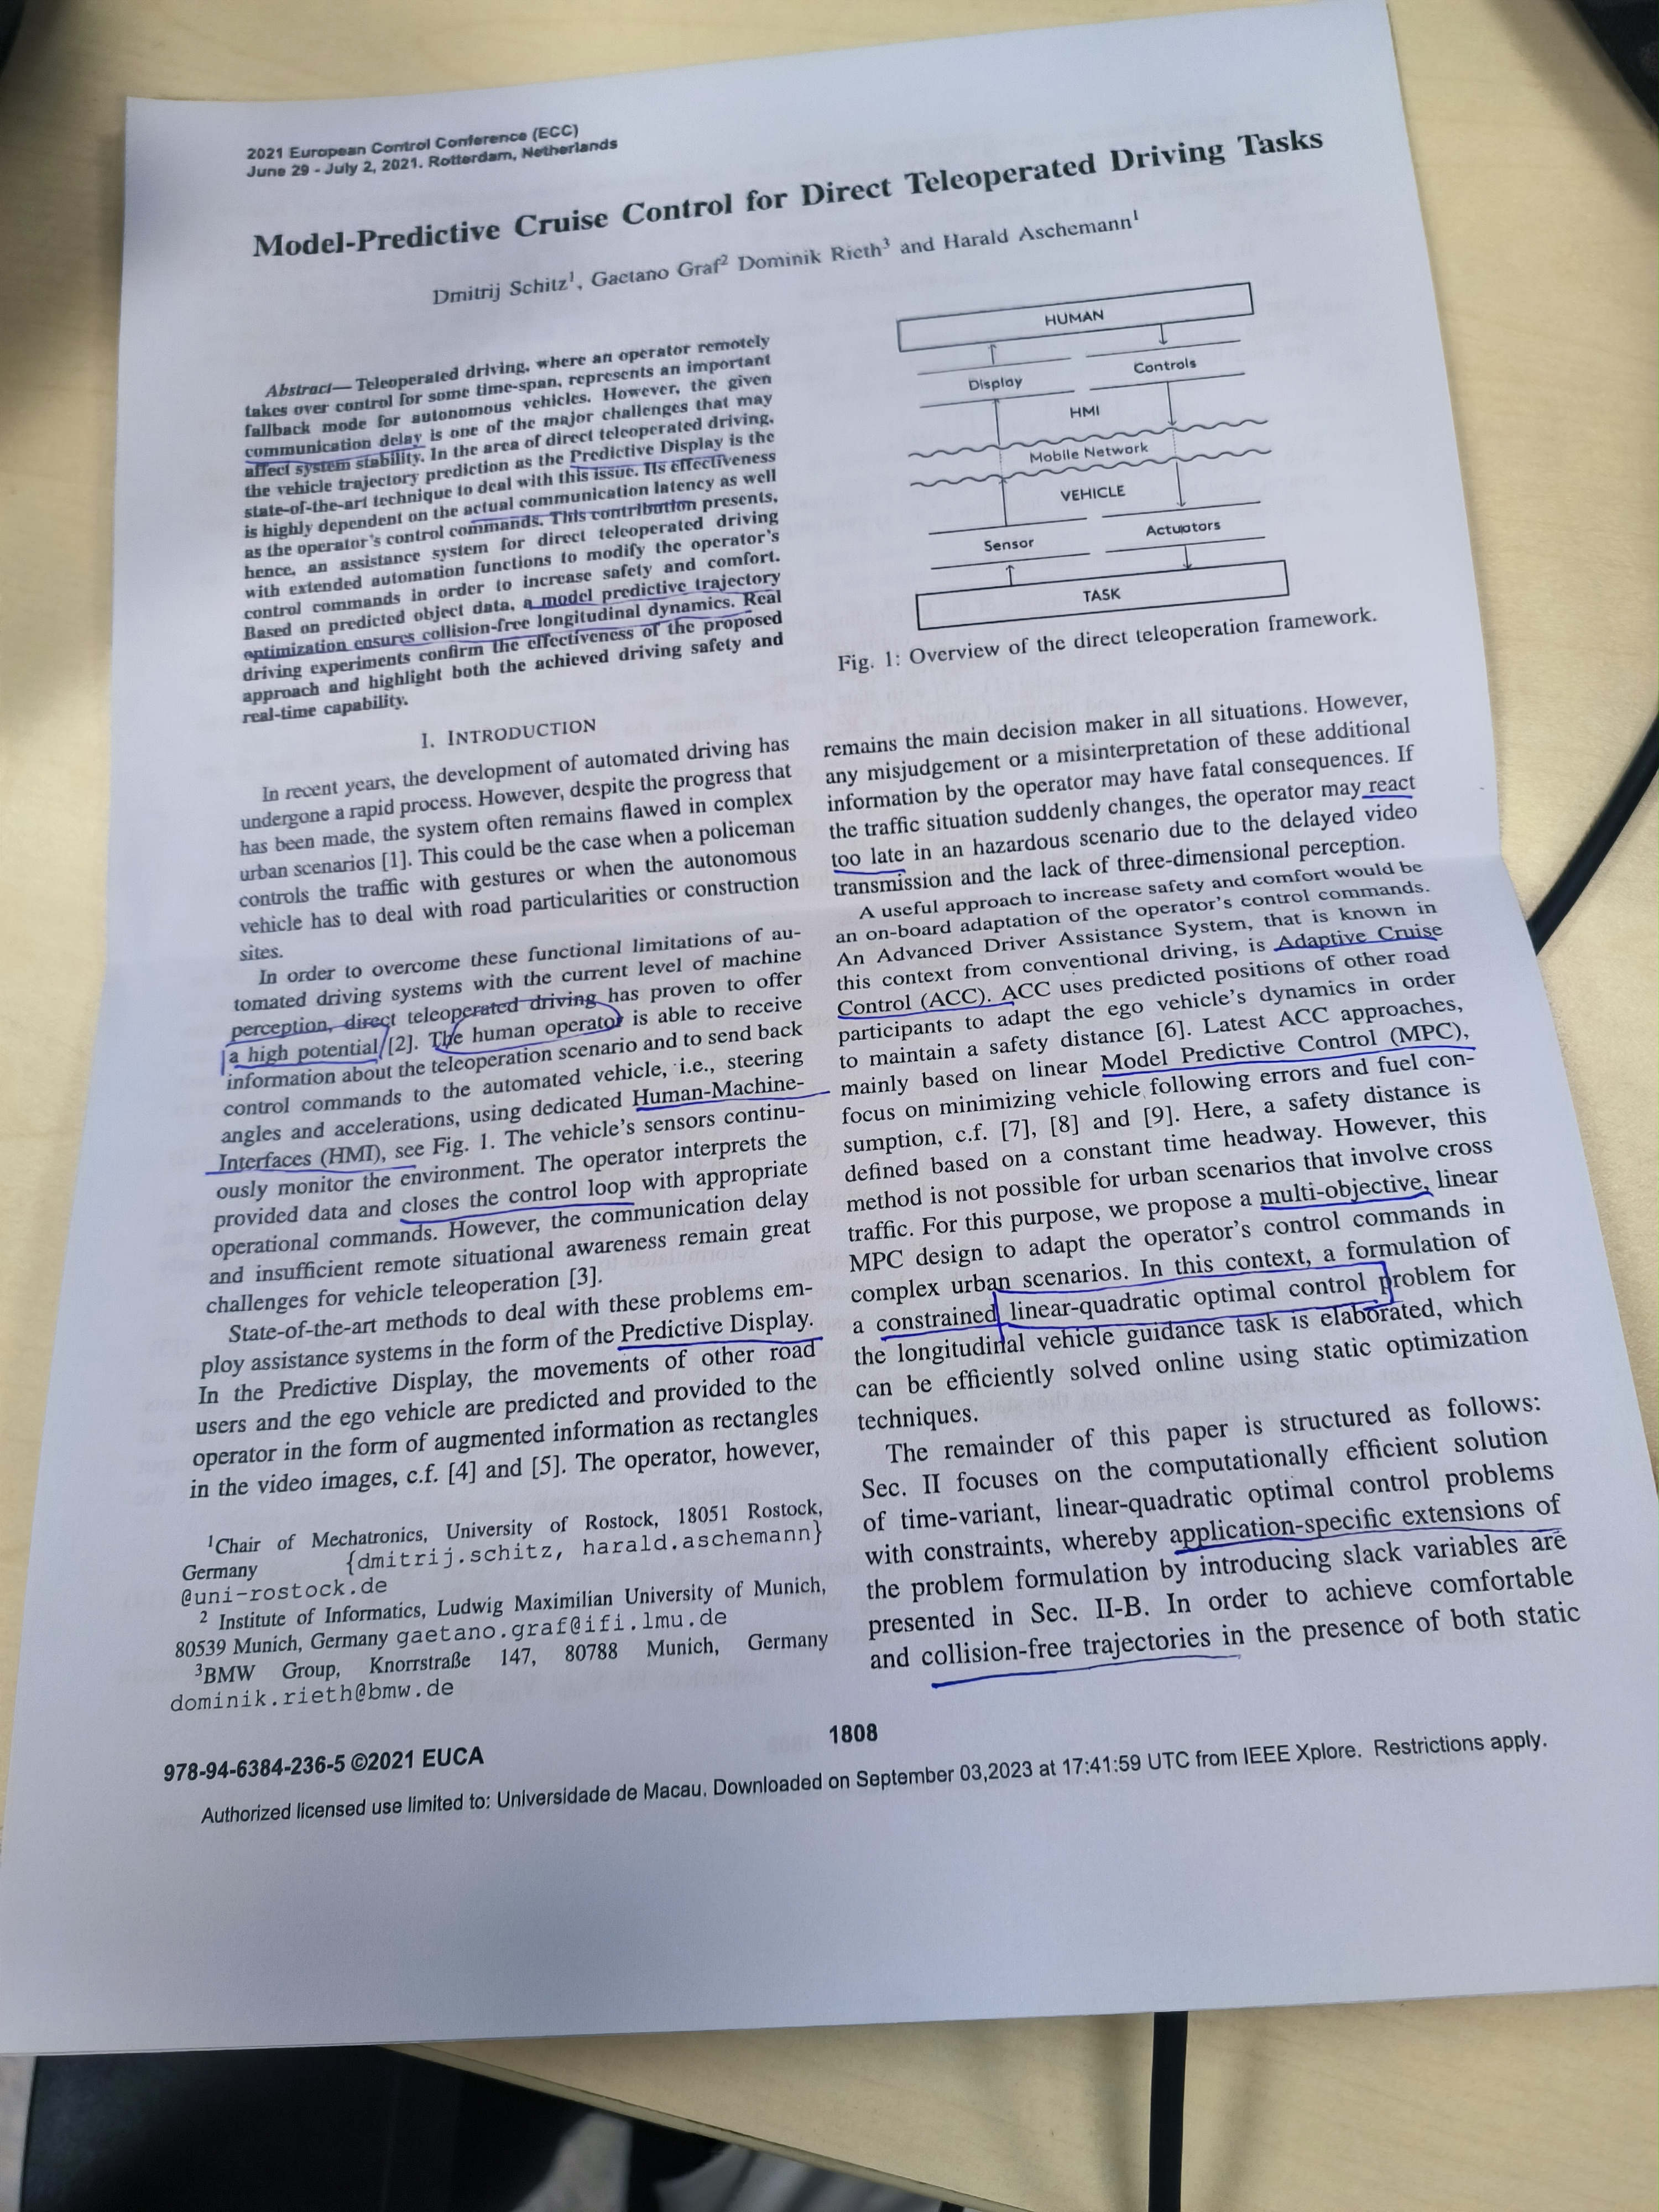 2021 European Control Conference (ECC)
June 29 - July 2, 2021. Rotterdam, Netherlands
Model-Predictive Cruise Control for Direct Teleoperated Driving Tasks
Dmitrij Schitz¹, Gaetano Graf² Dominik Rieth³ and Harald Aschemann¹
Abstract— Teleoperated driving, where an operator remotely
takes over control for some time-span, represents an important
fallback mode for autonomous vehicles. However, the given
communication delay is one of the major challenges that may
affect system stability. In the area of direct teleoperated driving,
the vehicle trajectory prediction as the Predictive Display is the
state-of-the-art technique to deal with this issue. Its effectiveness
is highly dependent on the actual communication latency as well
as the operator's control commands. This contribution presents,
hence, an assistance system for direct teleoperated driving
with extended automation functions to modify the operator's
control commands in order to increase safety and comfort.
Based on predicted object data, a model predictive trajectory
optimization ensures collision-free longitudinal dynamics. Real
driving experiments confirm the effectiveness of the proposed
approach and highlight both the achieved driving safety and
real-time capability.
I. INTRODUCTION
In recent years, the development of automated driving has
undergone a rapid process. However, despite the progress that
has been made, the system often remains flawed in complex
urban scenarios [1]. This could be the case when a policeman
controls the traffic with gestures or when the autonomous
vehicle has to deal with road particularities or construction
sites.
In order to overcome these functional limitations of au-
tomated driving systems with the current level of machine
perception, direct teleoperated driving has proven to offer
a high potential [2]. The human operator is able to receive
information about the teleoperation scenario and to send back
control commands to the automated vehicle, i.e., steering
angles and accelerations, using dedicated Human-Machine-
Interfaces (HMI), see Fig. 1. The vehicle's sensors continu-
ously monitor the environment. The operator interprets the
provided data and closes the control loop with appropriate
operational commands. However, the communication delay
and insufficient remote situational awareness remain great
challenges for vehicle teleoperation [3].
State-of-the-art methods to deal with these problems em-
ploy assistance systems in the form of the Predictive Display.
In the Predictive Display, the movements of other road
users and the ego vehicle are predicted and provided to the
operator in the form of augmented information as rectangles
in the video images, c.f. [4] and [5]. The operator, however,
¹Chair of Mechatronics, University of Rostock, 18051 Rostock,
Germany {dmitrij.schitz, harald.aschemann}
@uni-rostock.de
² Institute of Informatics, Ludwig Maximilian University of Munich,
80539 Munich, Germany gaetano.graf@ifi.lmu.de
³BMW Group, Knorrstraße 147, 80788 Munich, Germany
dominik.rieth@bmw.de
HUMAN
Display
Controls
HMI
Mobile Network
VEHICLE
Sensor
Actuators
TASK
Fig. 1: Overview of the direct teleoperation framework.
remains the main decision maker in all situations. However,
any misjudgement or a misinterpretation of these additional
information by the operator may have fatal consequences. If
the traffic situation suddenly changes, the operator may react
too late in an hazardous scenario due to the delayed video
transmission and the lack of three-dimensional perception.
A useful approach to increase safety and comfort would be
an on-board adaptation of the operator's control commands.
An Advanced Driver Assistance System, that is known in
this context from conventional driving, is Adaptive Cruise
Control (ACC). ACC uses predicted positions of other road
participants to adapt the ego vehicle's dynamics in order
to maintain a safety distance [6]. Latest ACC approaches,
mainly based on linear Model Predictive Control (MPC),
focus on minimizing vehicle following errors and fuel con-
sumption, c.f. [7], [8] and [9]. Here, a safety distance is
defined based on a constant time headway. However, this
method is not possible for urban scenarios that involve cross
traffic. For this purpose, we propose a multi-objective, linear
MPC design to adapt the operator's control commands in
complex urban scenarios. In this context, a formulation of
a constrained linear-quadratic optimal control problem for
the longitudinal vehicle guidance task is elaborated, which
can be efficiently solved online using static optimization
techniques.
The remainder of this paper is structured as follows:
Sec. II focuses on the computationally efficient solution
of time-variant, linear-quadratic optimal control problems
with constraints, whereby application-specific extensions of
the problem formulation by introducing slack variables are
presented in Sec. II-B. In order to achieve comfortable
and collision-free trajectories in the presence of both static
978-94-6384-236-5 ©2021 EUCA
1808
Authorized licensed use limited to: Universidade de Macau. Downloaded on September 03,2023 at 17:41:59 UTC from IEEE Xplore. Restrictions apply.